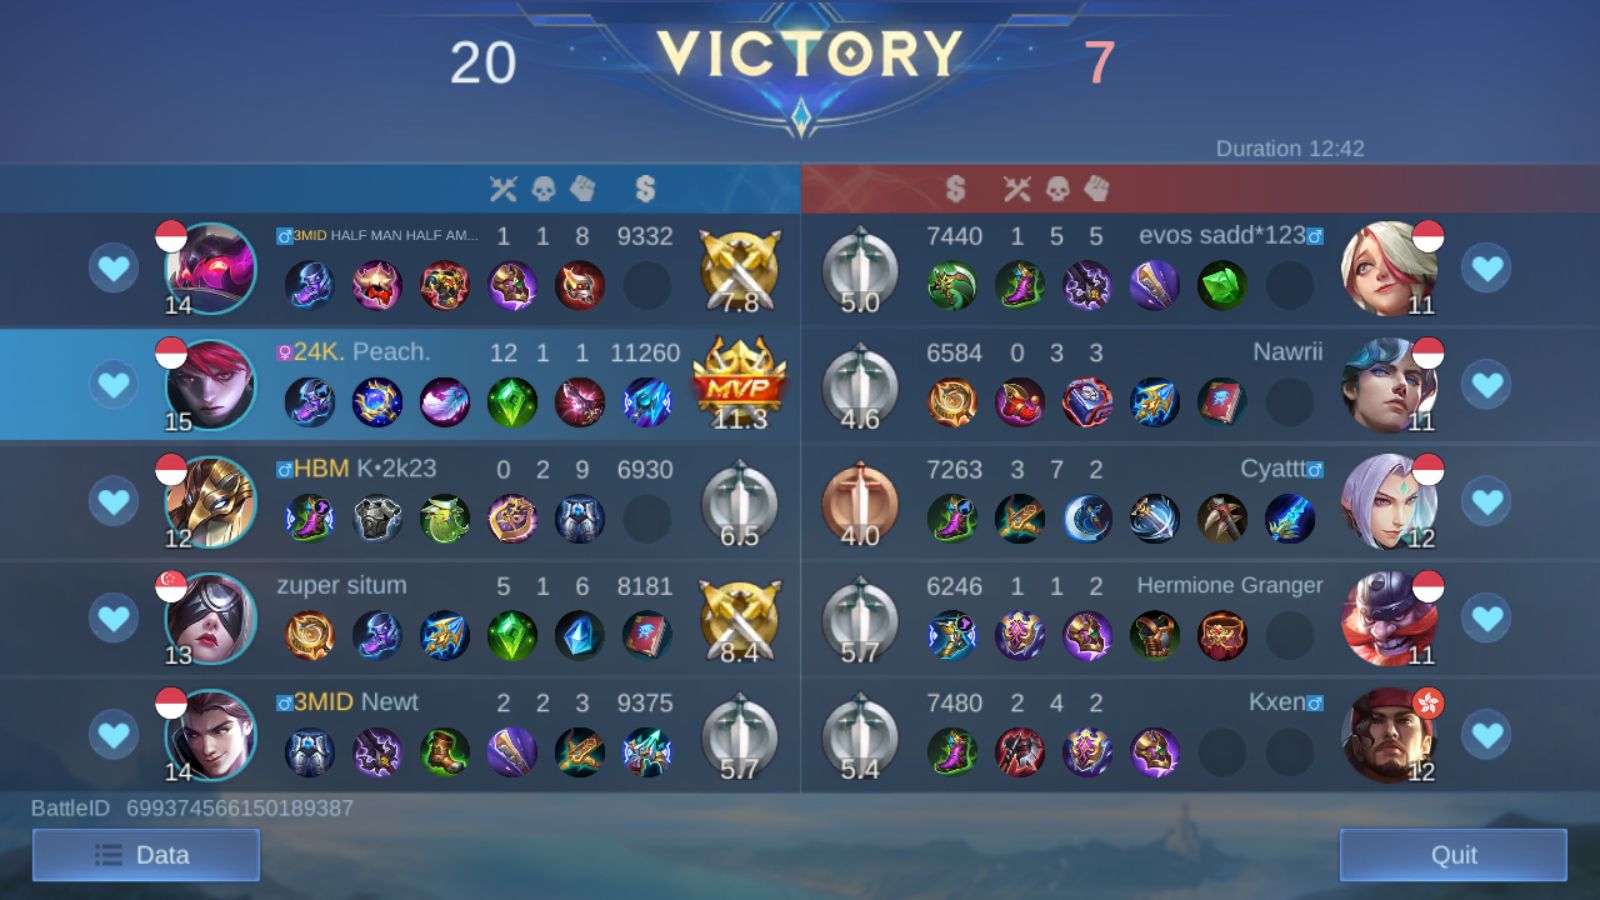 20 VICTORY 7
Duration 12:42
3MID HALF MAN HALF AM... 1 1 8 9332
14 7.8
7440 1 5 5 evos sadd*123
5.0 11
24K. Peach. 12 1 1 11260
15 MVP 11.3
6584 0 3 3 Nawrii
4.6 11
HBM K•2k23 0 2 9 6930
12 6.5
7263 3 7 2 Cyattt
4.0 12
zuper situm 5 1 6 8181
13 8.4
6246 1 1 2 Hermione Granger
5.7 11
3MID Newt 2 2 3 9375
14 5.7
7480 2 4 2 Kxen
5.4 12
BattleID 699374566150189387
Data Quit